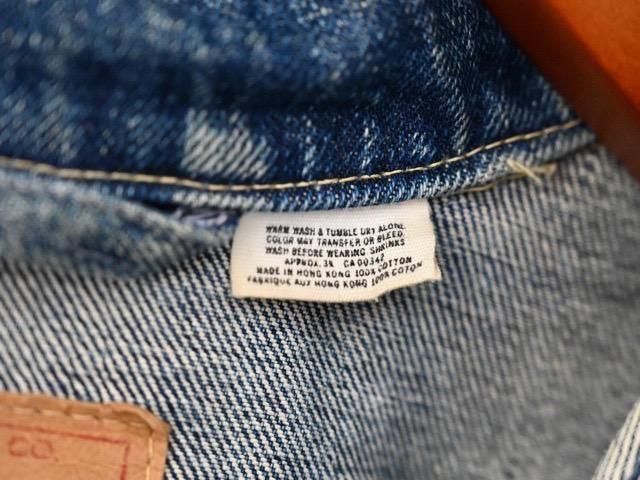 WARM WASH & TUMBLE DRY ALONE.
COLOR MAY TRANSFER OR BLEED.
WASH BEFORE WEARING. SHRINKS
APPROX. 3% CA 00342
MADE IN HONG KONG 100% COTTON
FABRIQUE AUX HONG KONG 100% COTON
CO.